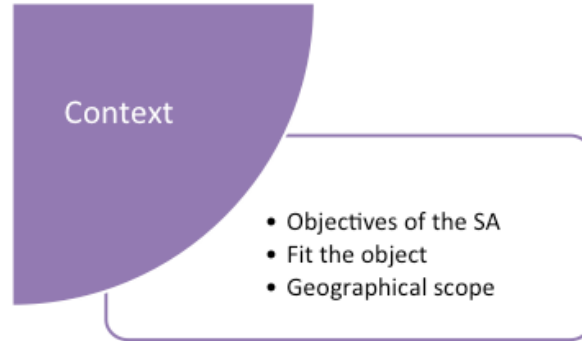 Context
• Objectives of the SA
• Fit the object
• Geographical scope